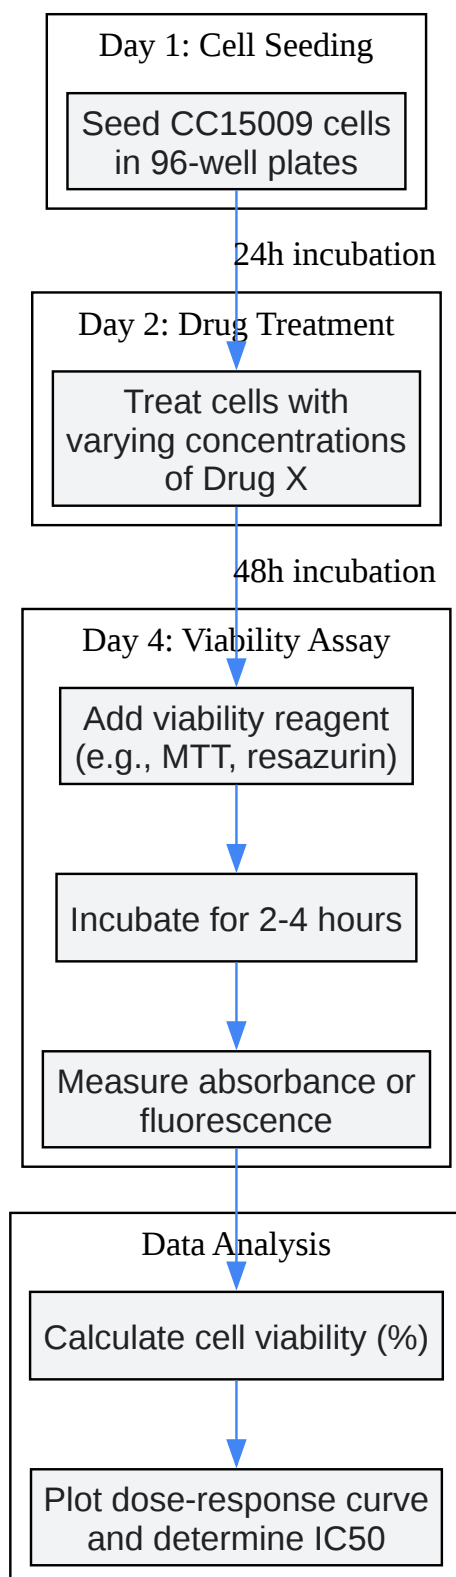 Day 1: Cell Seeding
Seed CC15009 cells
in 96-well plates
24h incubation
Day 2: Drug Treatment
Treat cells with
varying concentrations
of Drug X
48h incubation
Day 4: Viability Assay
Add viability reagent
(e.g., MTT, resazurin)
Incubate for 2-4 hours
Measure absorbance or
fluorescence
Data Analysis
Calculate cell viability (%)
Plot dose-response curve
and determine IC50